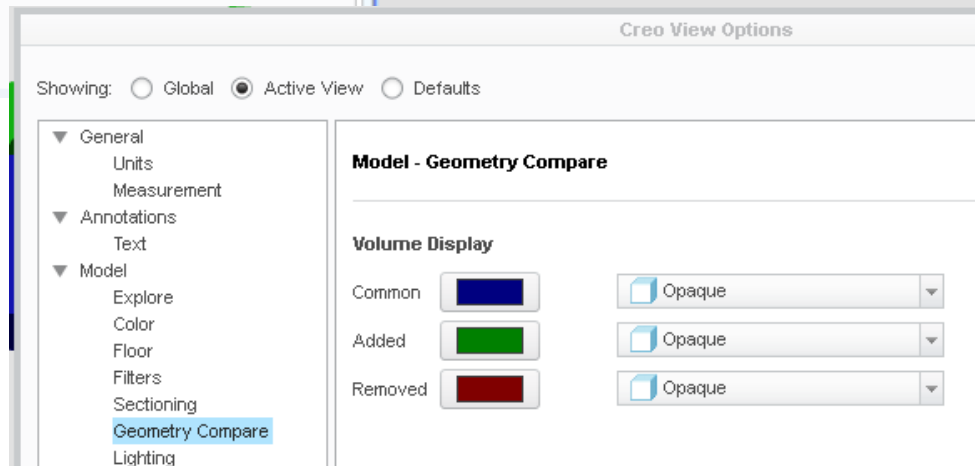 Creo View Options
Showing: Global Active View Defaults
General
Units
Measurement
Annotations
Text
Model
Explore
Color
Floor
Filters
Sectioning
Geometry Compare
Lighting
Model - Geometry Compare
Volume Display
Common Opaque
Added Opaque
Removed Opaque